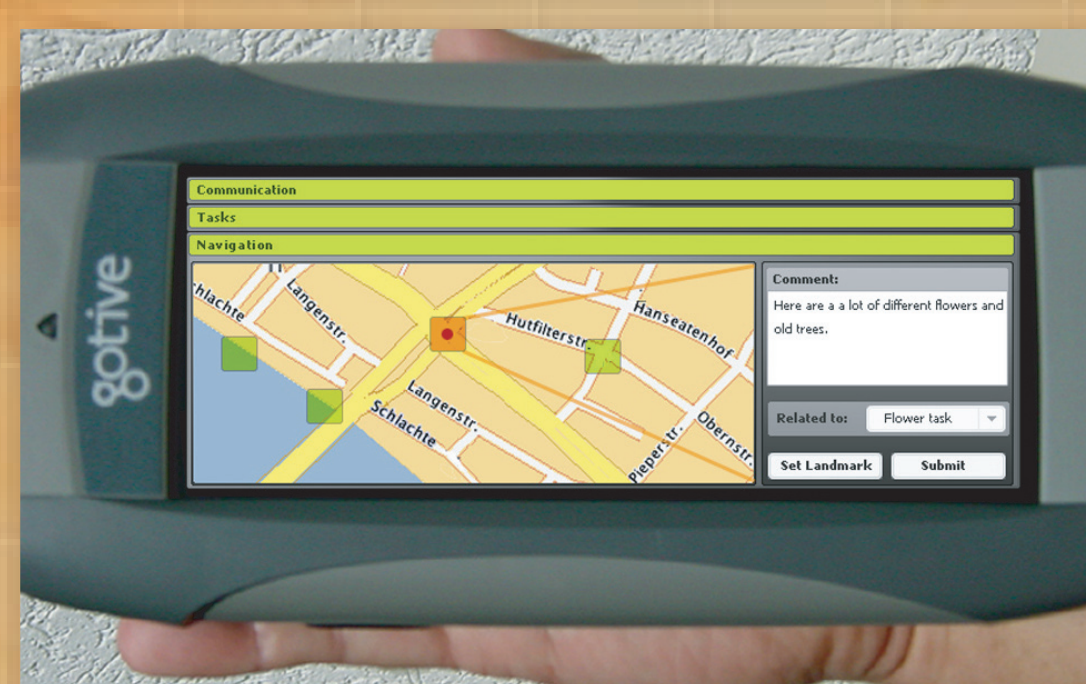 gotive
Communication
Tasks
Navigation
hlachte
Langenstr.
Hutfilterstr.
Hanseatenhof
Langenstr.
Schlachte
Pieperstr.
Obernstr.
Comment:
Here are a a lot of different flowers and
old trees.
Related to:
Flower task
Set Landmark
Submit